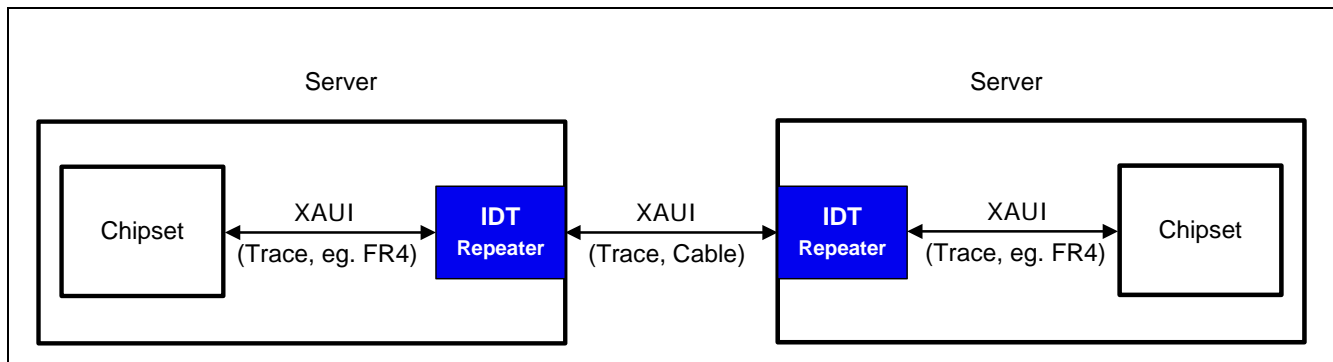 Server
Server
Chipset
XAUI
(Trace, eg. FR4)
IDT
Repeater
XAUI
(Trace, Cable)
IDT
Repeater
XAUI
(Trace, eg. FR4)
Chipset